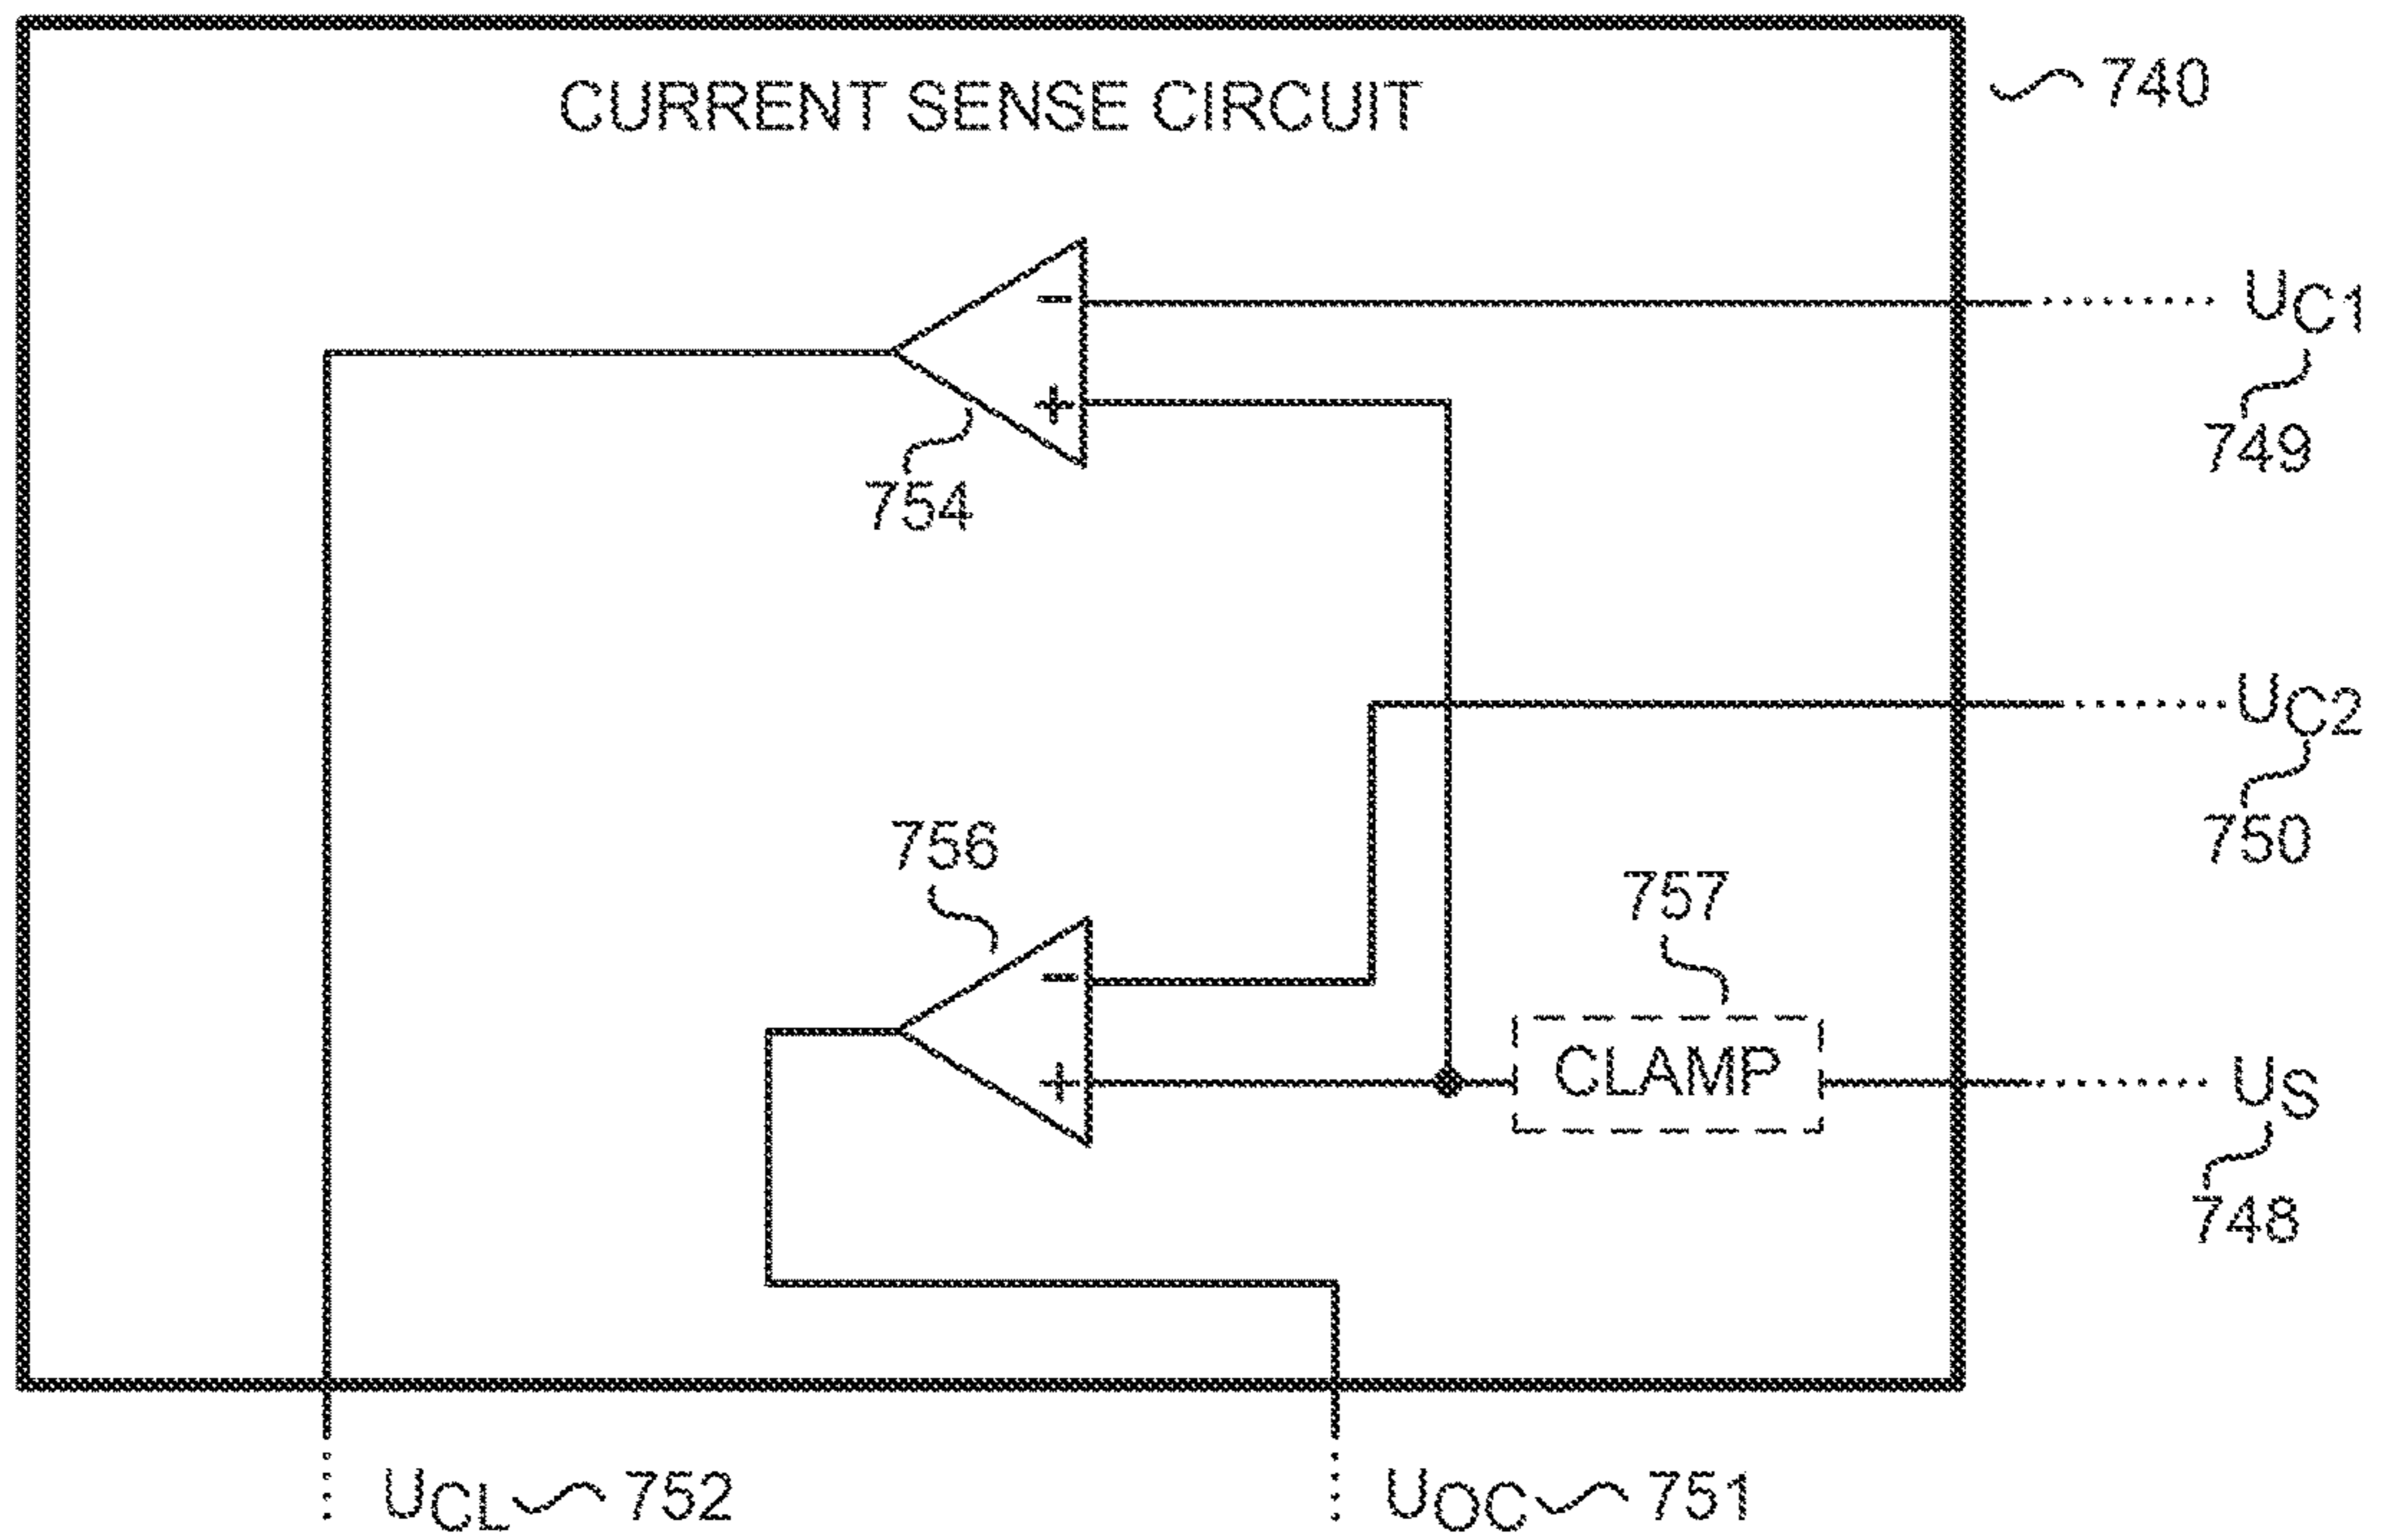 CURRENT SENSE CIRCUIT
740
UC1
749
-
+
754
UC2
750
756
757
-
+
CLAMP
US
748
UCL 752
UOC 751